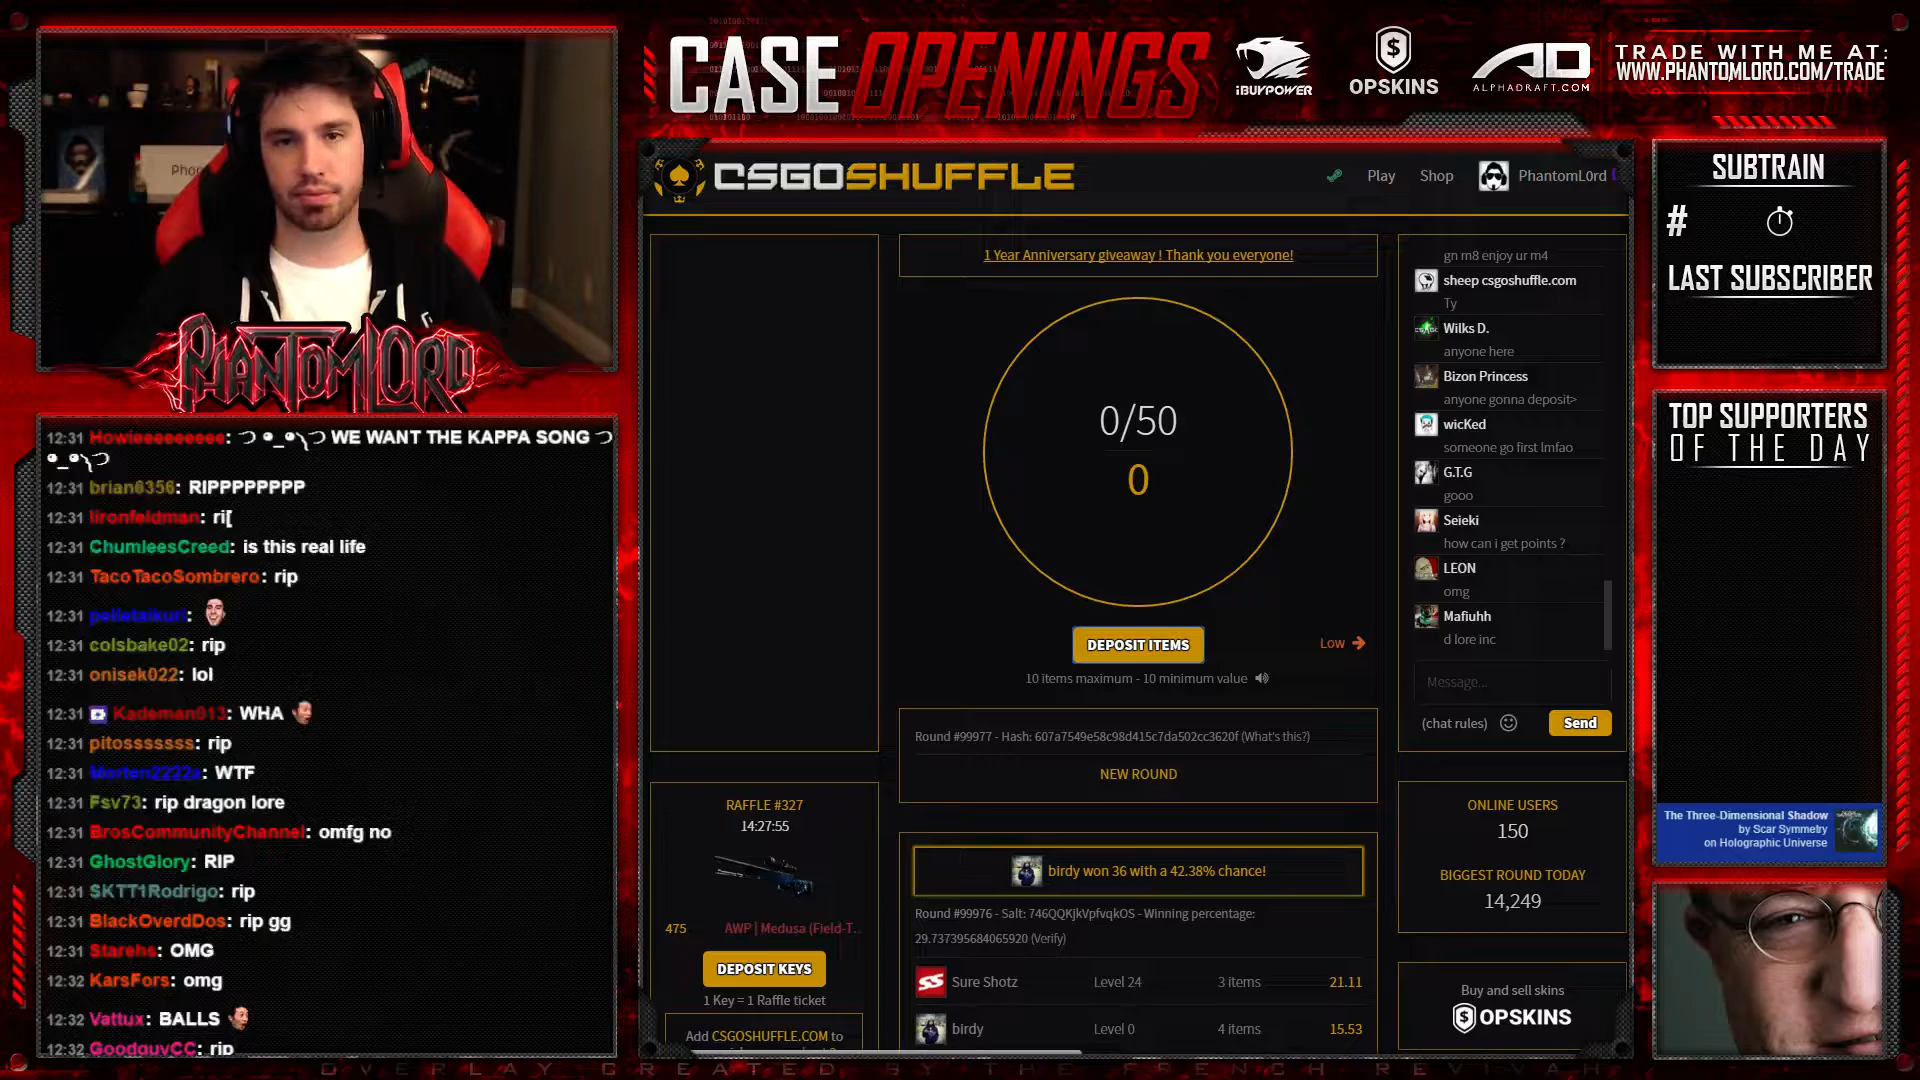 CASE OPENINGS
iBUYPOWER
OPSKINS
ALPHADRAFT.COM
TRADE WITH ME AT:
WWW.PHANTOMLORD.COM/TRADE
PHANTOMLORD
12:31 Howieeeeeeeee: つ •_•\つ WE WANT THE KAPPA SONG つ
•_•\つ
12:31 brian6356: RIPPPPPPPP
12:31 lironfeldman: ri[
12:31 ChumleesCreed: is this real life
12:31 TacoTacoSombrero: rip
12:31 pelletaikuri:
12:31 colsbake02: rip
12:31 onisek022: lol
12:31 Kademan913: WHA
12:31 pitosssssss: rip
12:31 Morten2222a: WTF
12:31 Fsv73: rip dragon lore
12:31 BrosCommunityChannel: omfg no
12:31 GhostGlory: RIP
12:31 SKTT1Rodrigo: rip
12:31 BlackOverdDos: rip gg
12:31 Starehs: OMG
12:32 KarsFors: omg
12:32 Vattux: BALLS
12:32 GoodguyCC: rip
CSGOSHUFFLE
Play
Shop
PhantomL0rd
1 Year Anniversary giveaway ! Thank you everyone!
0/50
0
DEPOSIT ITEMS
Low
10 items maximum - 10 minimum value
Round #99977 - Hash: 607a7549e58c98d415c7da502cc3620f (What's this?)
NEW ROUND
birdy won 36 with a 42.38% chance!
Round #99976 - Salt: 746QQKjkVpfvqkOS - Winning percentage:
29.737395684065920 (Verify)
Sure Shotz Level 24 3 items 21.11
birdy Level 0 4 items 15.53
RAFFLE #327
14:27:55
475 AWP | Medusa (Field-T...
DEPOSIT KEYS
1 Key = 1 Raffle ticket
Add CSGOSHUFFLE.COM to
gn m8 enjoy ur m4
sheep csgoshuffle.com
Ty
Wilks D.
anyone here
Bizon Princess
anyone gonna deposit>
wicKed
someone go first lmfao
G.T.G
gooo
Seieki
how can i get points ?
LEON
omg
Mafiuhh
d lore inc
Message...
(chat rules)
Send
ONLINE USERS
150
BIGGEST ROUND TODAY
14,249
Buy and sell skins
OPSKINS
SUBTRAIN
#
LAST SUBSCRIBER
TOP SUPPORTERS
OF THE DAY
The Three-Dimensional Shadow
by Scar Symmetry
on Holographic Universe
OVERLAY CREATED BY THE FRENCH REVIVAH